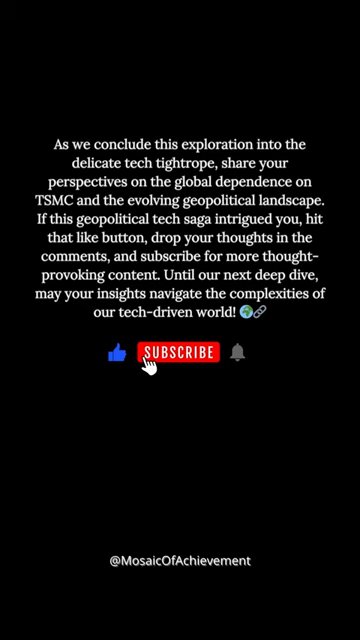 As we conclude this exploration into the
delicate tech tightrope, share your
perspectives on the global dependence on
TSMC and the evolving geopolitical landscape.
If this geopolitical tech saga intrigued you, hit
that like button, drop your thoughts in the
comments, and subscribe for more thought-
provoking content. Until our next deep dive,
may your insights navigate the complexities of
our tech-driven world! 🌍🔗
SUBSCRIBE
@MosaicOfAchievement